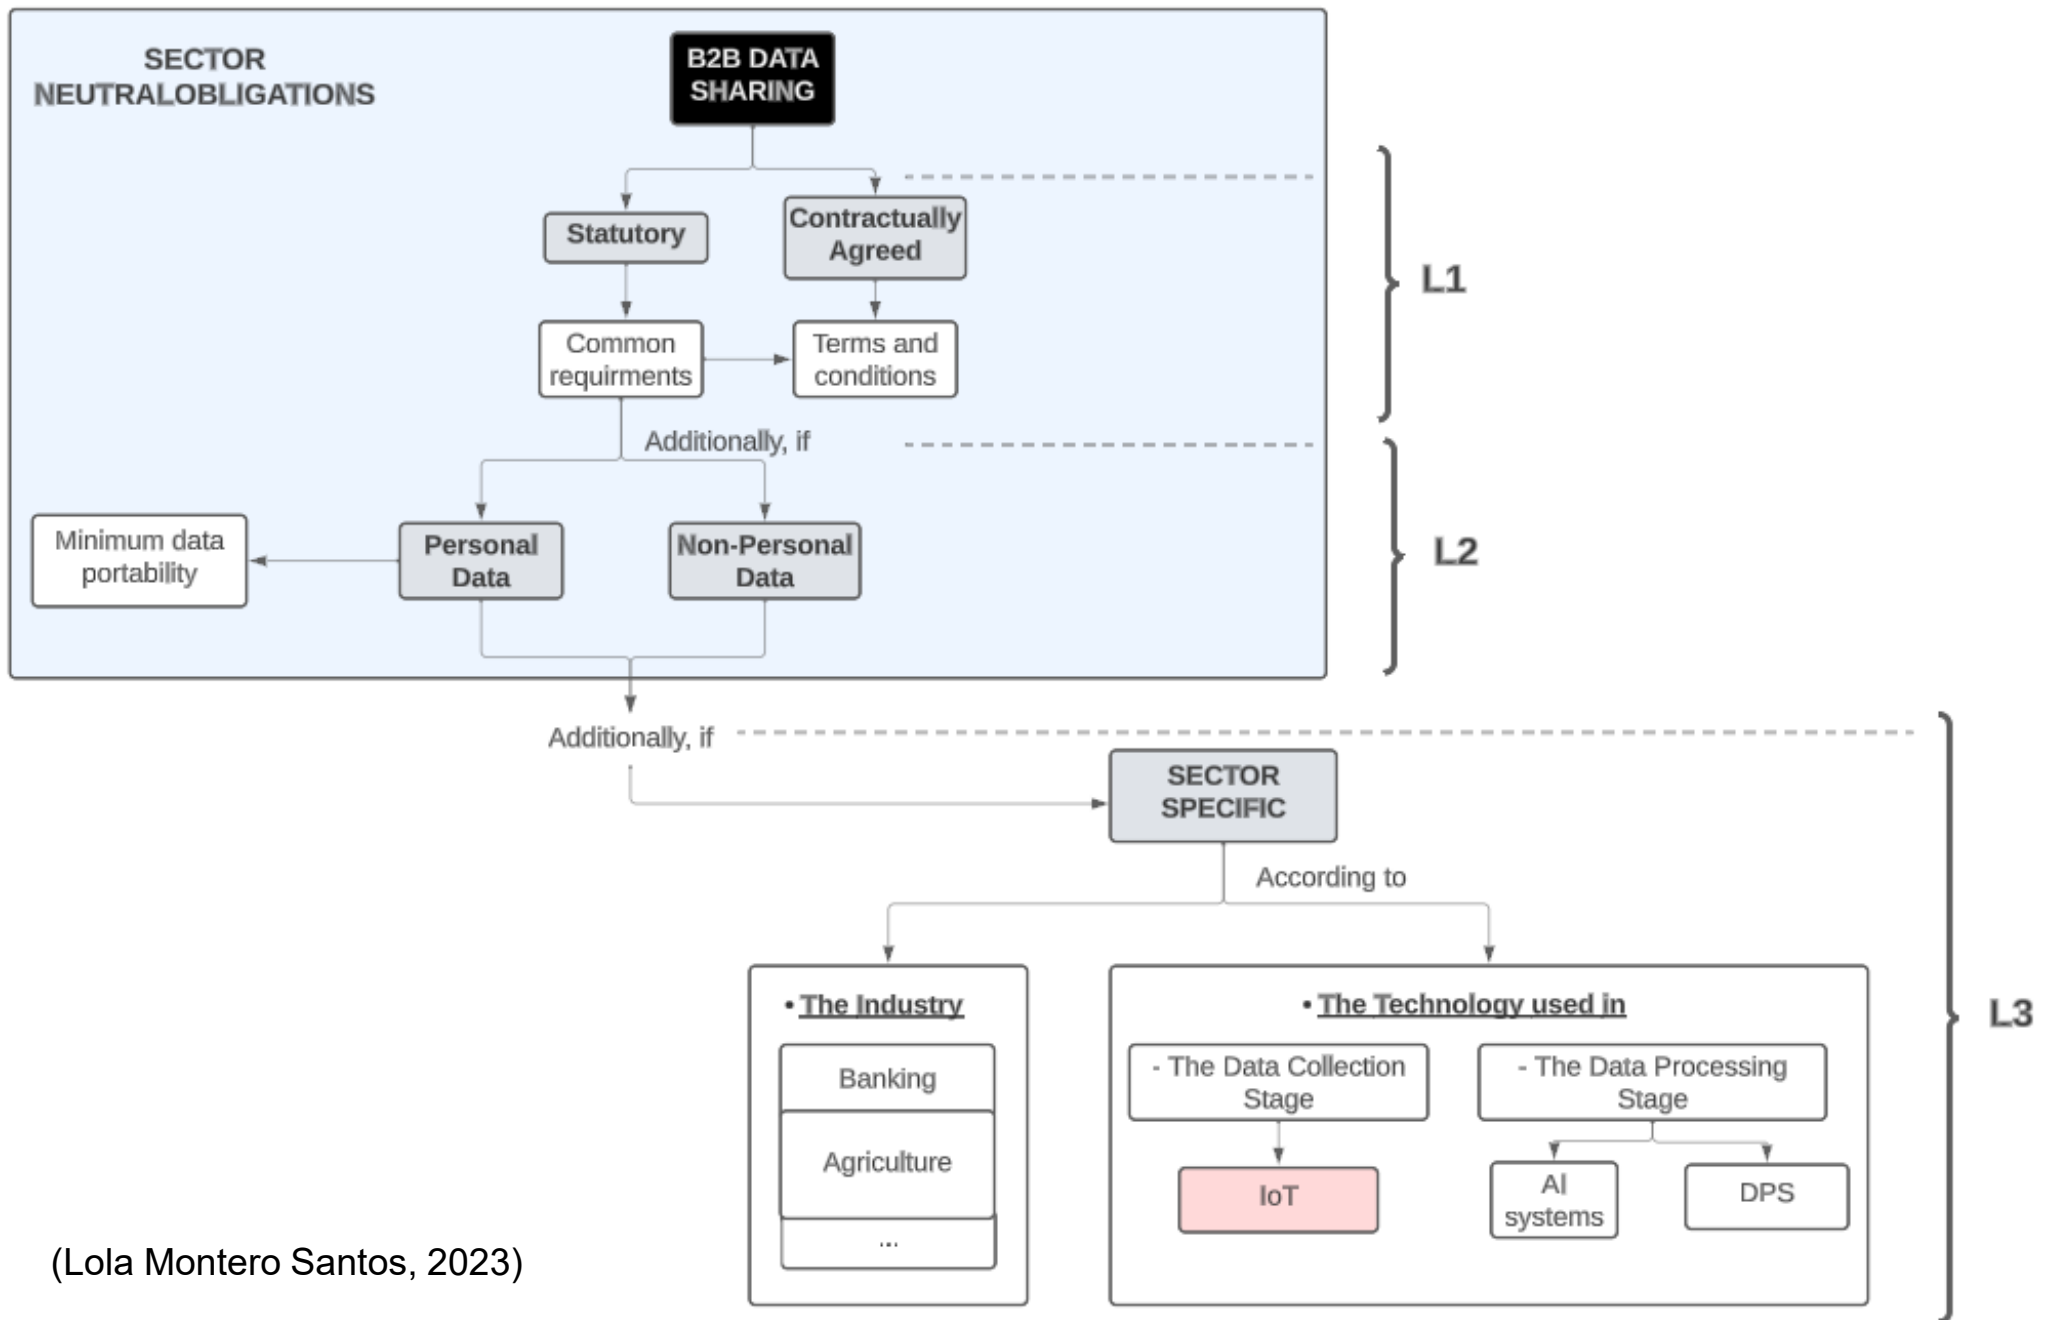 SECTOR
NEUTRALOBLIGATIONS
B2B DATA
SHARING
Statutory
Contractually
Agreed
Common
requirments
Terms and
conditions
L1
Additionally, if
Minimum data
portability
Personal
Data
Non-Personal
Data
L2
Additionally, if
SECTOR
SPECIFIC
According to
• The Industry
Banking
Agriculture
...
• The Technology used in
- The Data Collection
Stage
IoT
- The Data Processing
Stage
AI
systems
DPS
L3
(Lola Montero Santos, 2023)